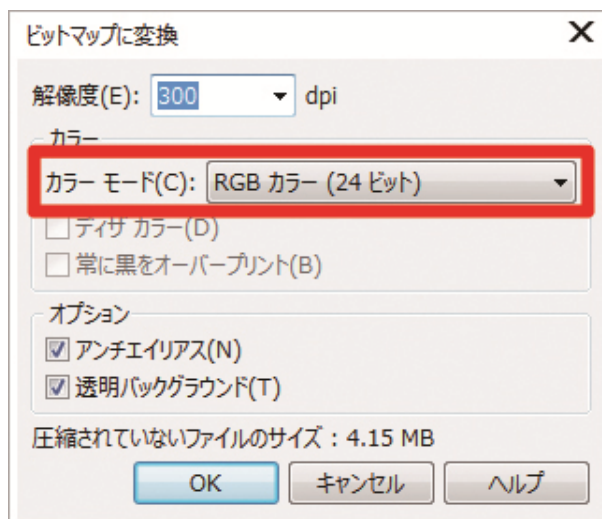 ビットマップに変換
解像度(E): 300 dpi
カラー
カラー モード(C): RGB カラー (24 ビット)
ディザ カラー(D)
常に黒をオーバープリント(B)
オプション
アンチエイリアス(N)
透明バックグラウンド(T)
圧縮されていないファイルのサイズ : 4.15 MB
OK キャンセル ヘルプ